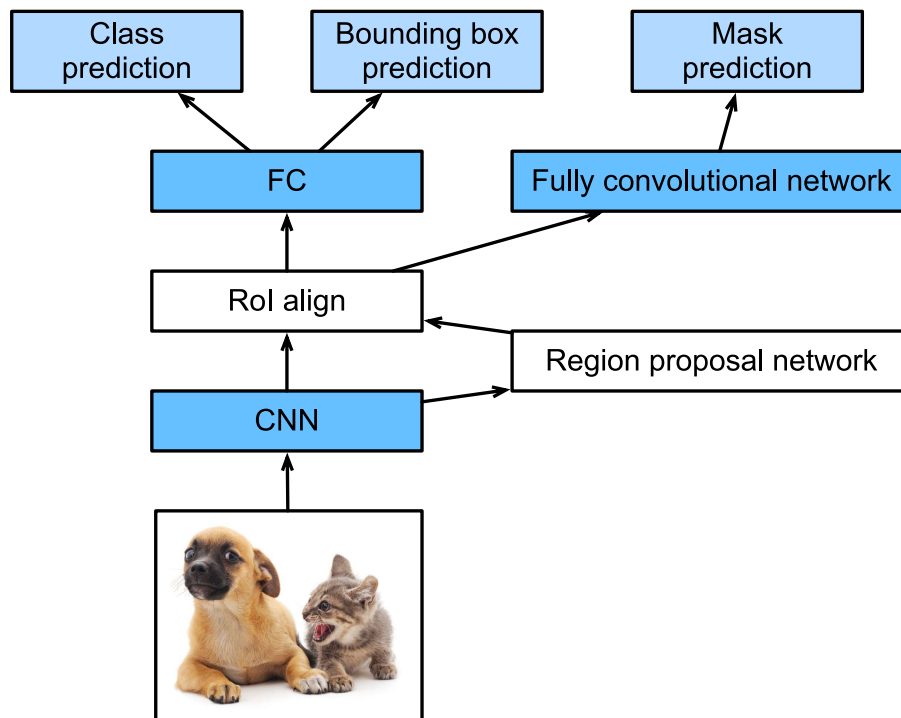 Class
prediction
Bounding box
prediction
Mask
prediction
FC
Fully convolutional network
RoI align
Region proposal network
CNN